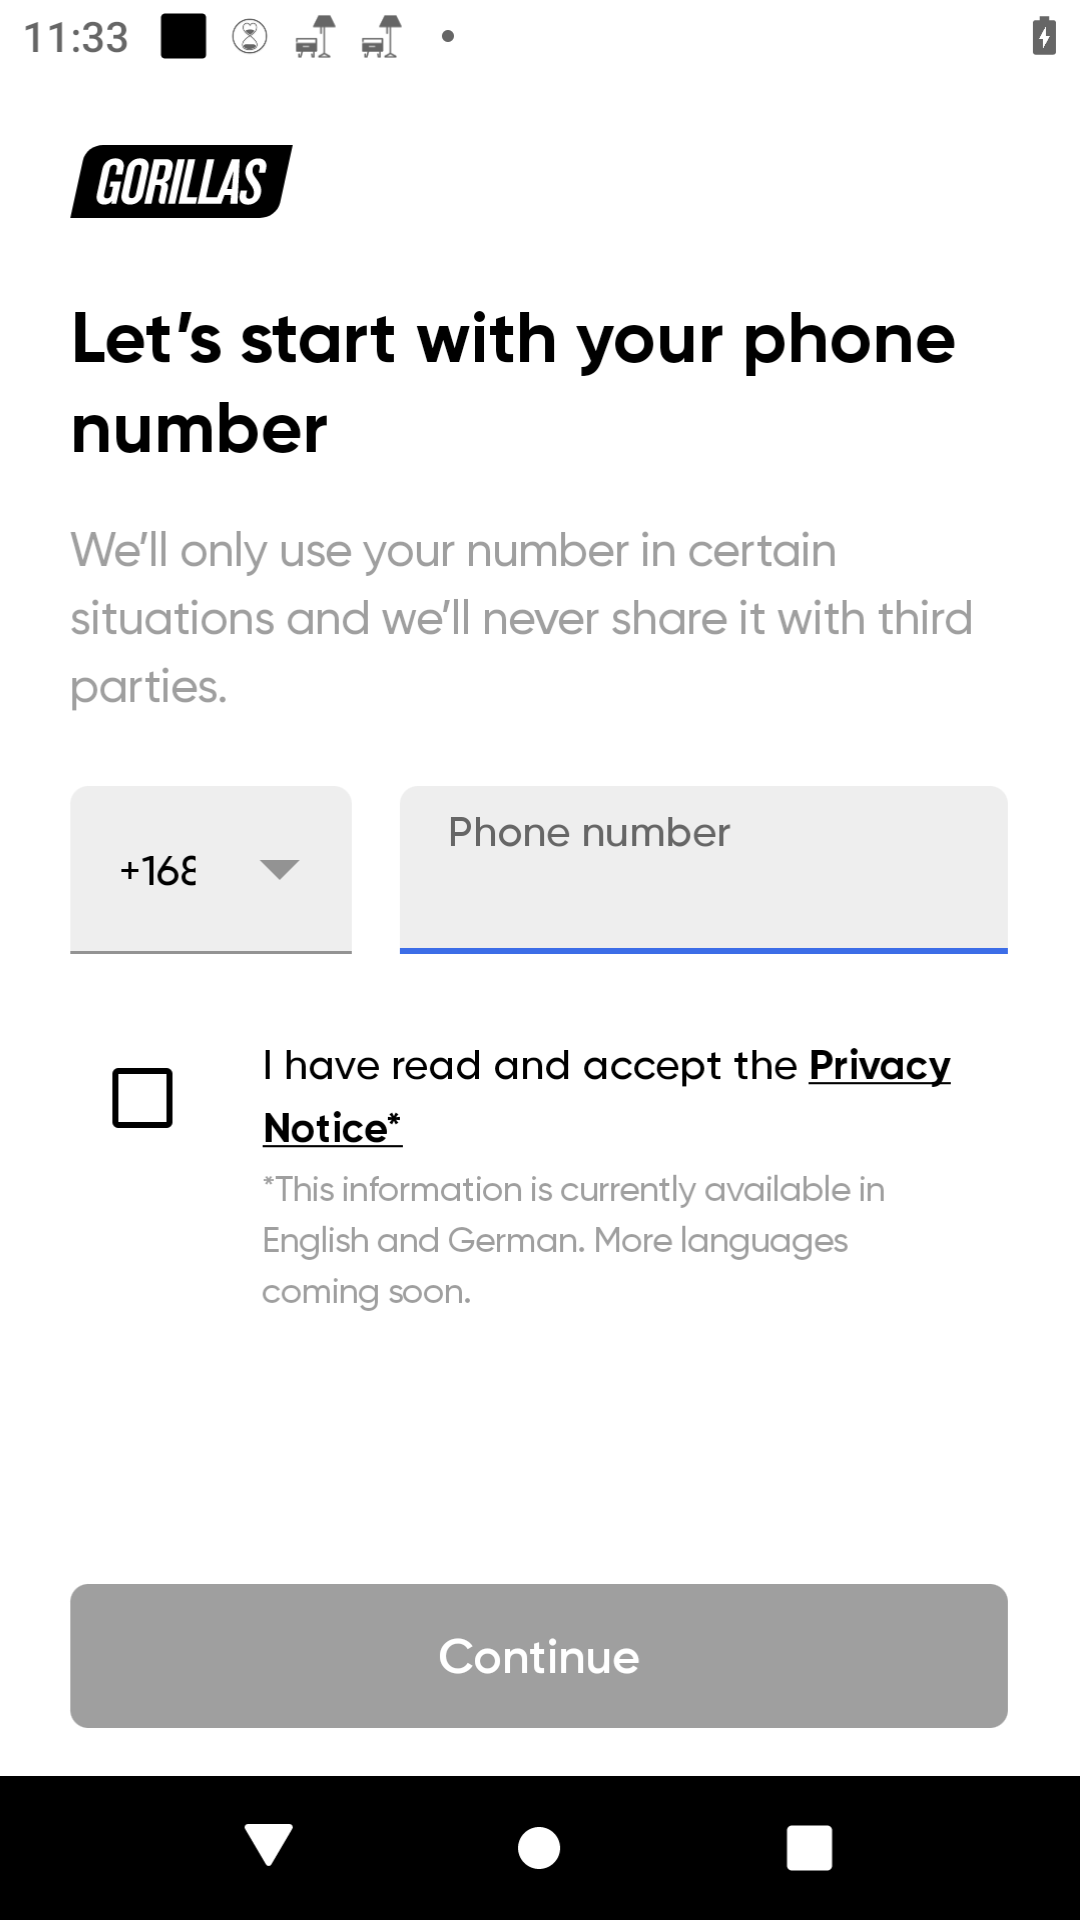 11:33
GORILLAS
Let’s start with your phone
number
We’ll only use your number in certain
situations and we’ll never share it with third
parties.
+168
Phone number
I have read and accept the Privacy
Notice*
*This information is currently available in
English and German. More languages
coming soon.
Continue